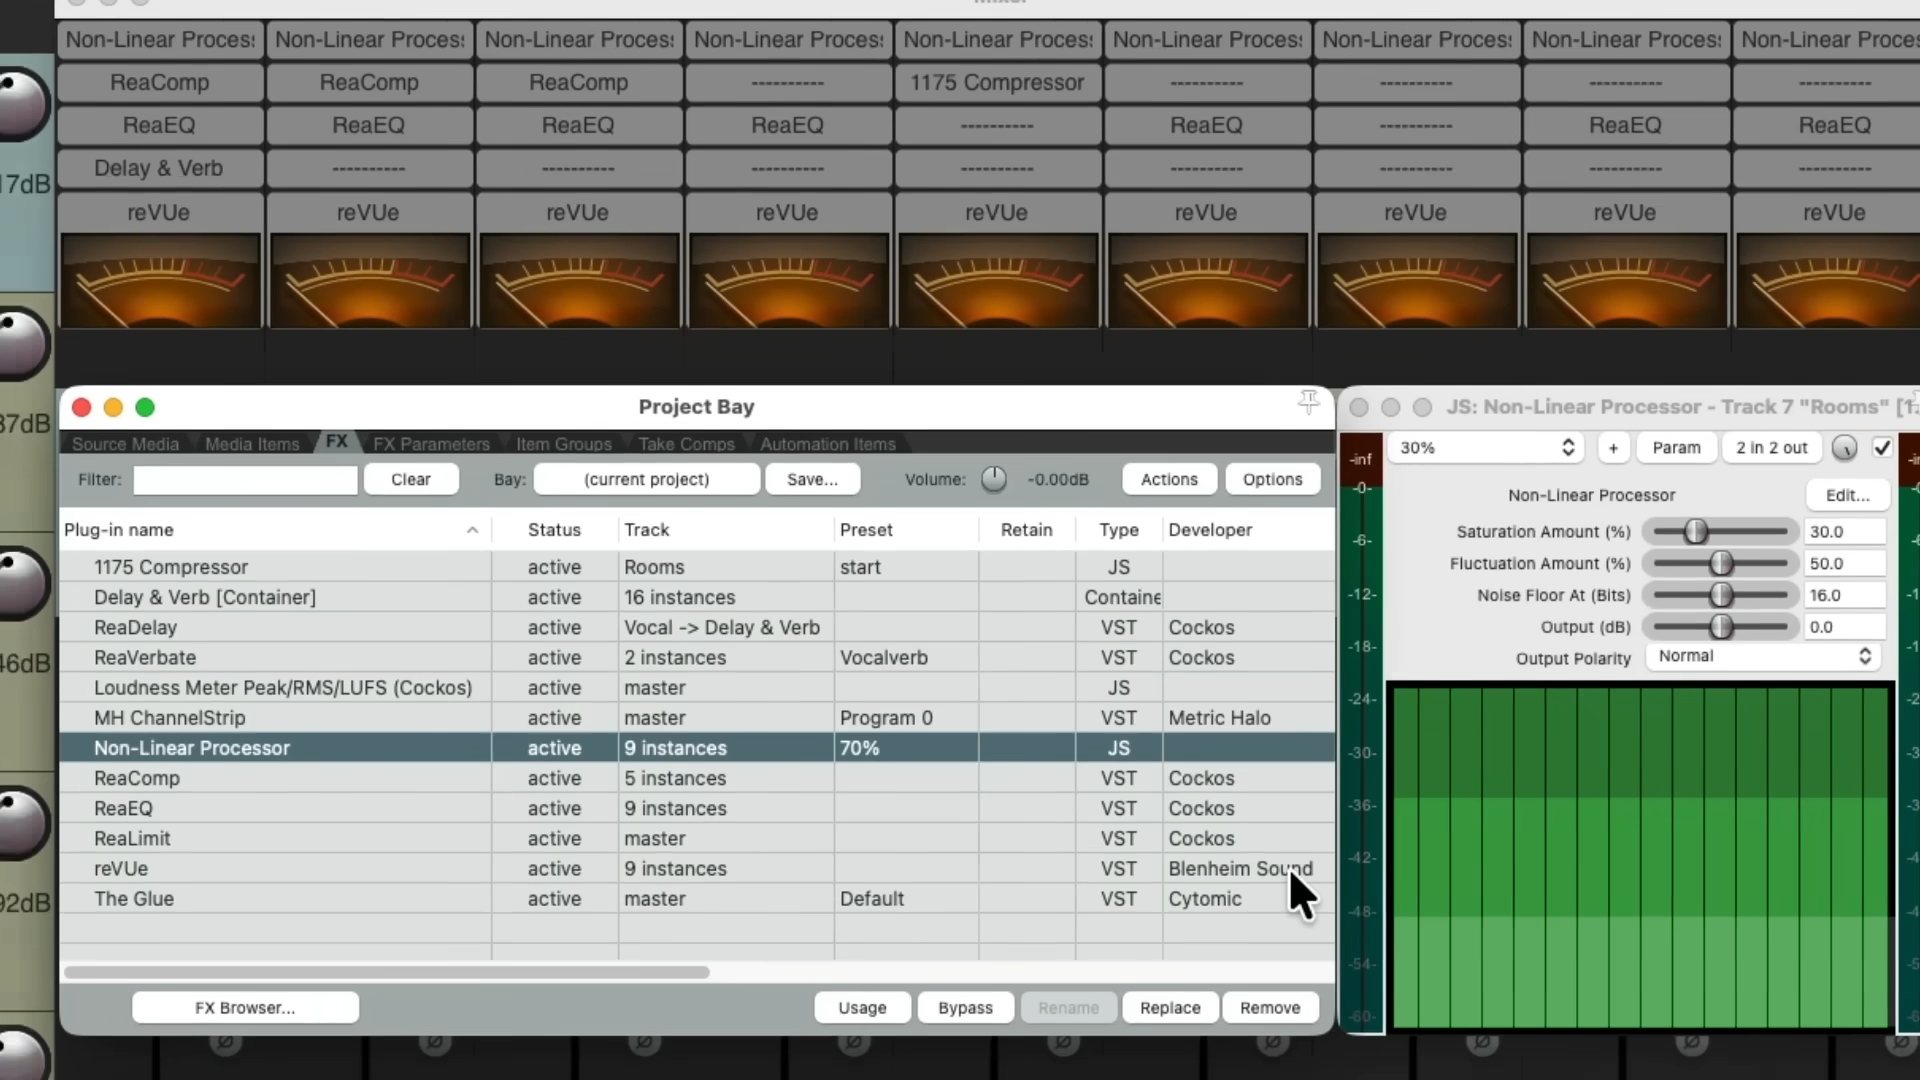 Non-Linear Process Non-Linear Process Non-Linear Process Non-Linear Process Non-Linear Process Non-Linear Process Non-Linear Process Non-Linear Process Non-Linear Proces
ReaComp ReaComp ReaComp ---------- 1175 Compressor ---------- ---------- ---------- ----------
ReaEQ ReaEQ ReaEQ ReaEQ ---------- ReaEQ ---------- ReaEQ ReaEQ
Delay & Verb ---------- ---------- ---------- ---------- ---------- ---------- ---------- ----------
17dB
reVUe reVUe reVUe reVUe reVUe reVUe reVUe reVUe reVUe
37dB
46dB
92dB
Project Bay
Source Media Media Items FX FX Parameters Item Groups Take Comps Automation Items
Filter: Clear Bay: (current project) Save... Volume: -0.00dB Actions Options
Plug-in name Status Track Preset Retain Type Developer
1175 Compressor active Rooms start JS
Delay & Verb [Container] active 16 instances Containe
ReaDelay active Vocal -> Delay & Verb VST Cockos
ReaVerbate active 2 instances Vocalverb VST Cockos
Loudness Meter Peak/RMS/LUFS (Cockos) active master JS
MH ChannelStrip active master Program 0 VST Metric Halo
Non-Linear Processor active 9 instances 70% JS
ReaComp active 5 instances VST Cockos
ReaEQ active 9 instances VST Cockos
ReaLimit active master VST Cockos
reVUe active 9 instances VST Blenheim Sound
The Glue active master Default VST Cytomic
FX Browser... Usage Bypass Rename Replace Remove
JS: Non-Linear Processor - Track 7 "Rooms" [1
30% + Param 2 in 2 out
Non-Linear Processor Edit...
Saturation Amount (%) 30.0
Fluctuation Amount (%) 50.0
Noise Floor At (Bits) 16.0
Output (dB) 0.0
Output Polarity Normal
-inf
-0-
-6-
-12-
-18-
-24-
-30-
-36-
-42-
-48-
-54-
-60-